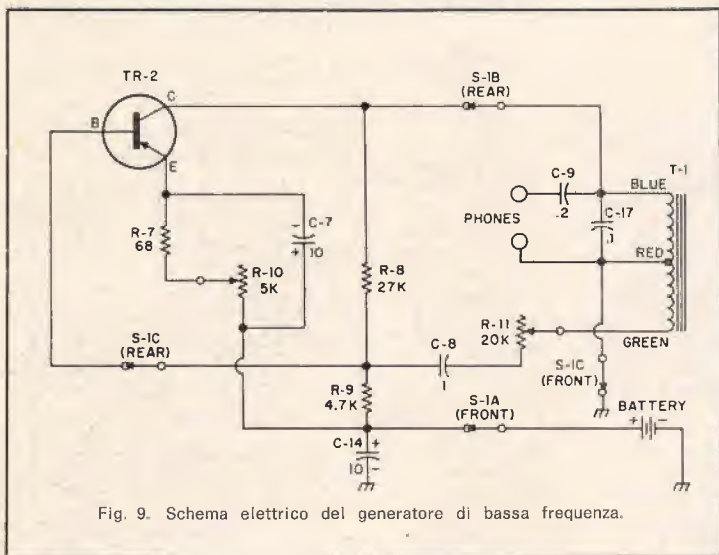 TR-2
C
B
E
S-1B
(REAR)
C-9
.2
T-1
BLUE
C-17
.1
PHONES
RED
R-7
68
C-7
- +
10
R-10
5K
R-8
27K
R-11
20K
C-8
1
GREEN
S-1C
(REAR)
S-1C
(FRONT)
R-9
4.7K
S-1A
(FRONT)
BATTERY
+ -
C-14 +
10 -
Fig. 9. Schema elettrico del generatore di bassa frequenza.